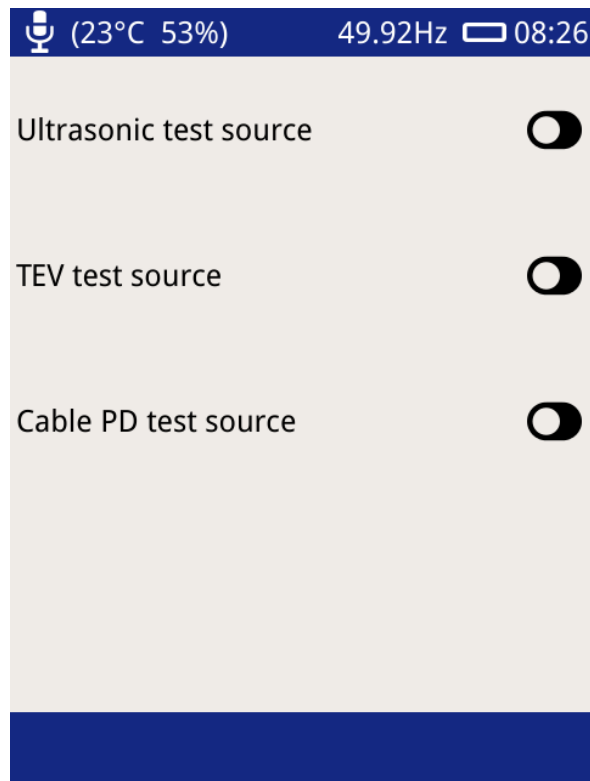 (23°C 53%) 49.92Hz 08:26
Ultrasonic test source
TEV test source
Cable PD test source